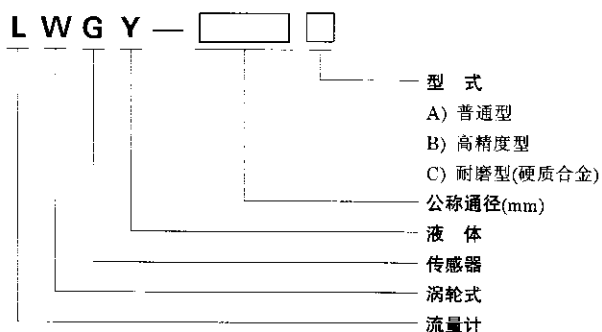 LWGY—
型 式
A) 普通型
B) 高精度型
C) 耐磨型(硬质合金)
公称通径(mm)
液 体
传感器
涡轮式
流量计